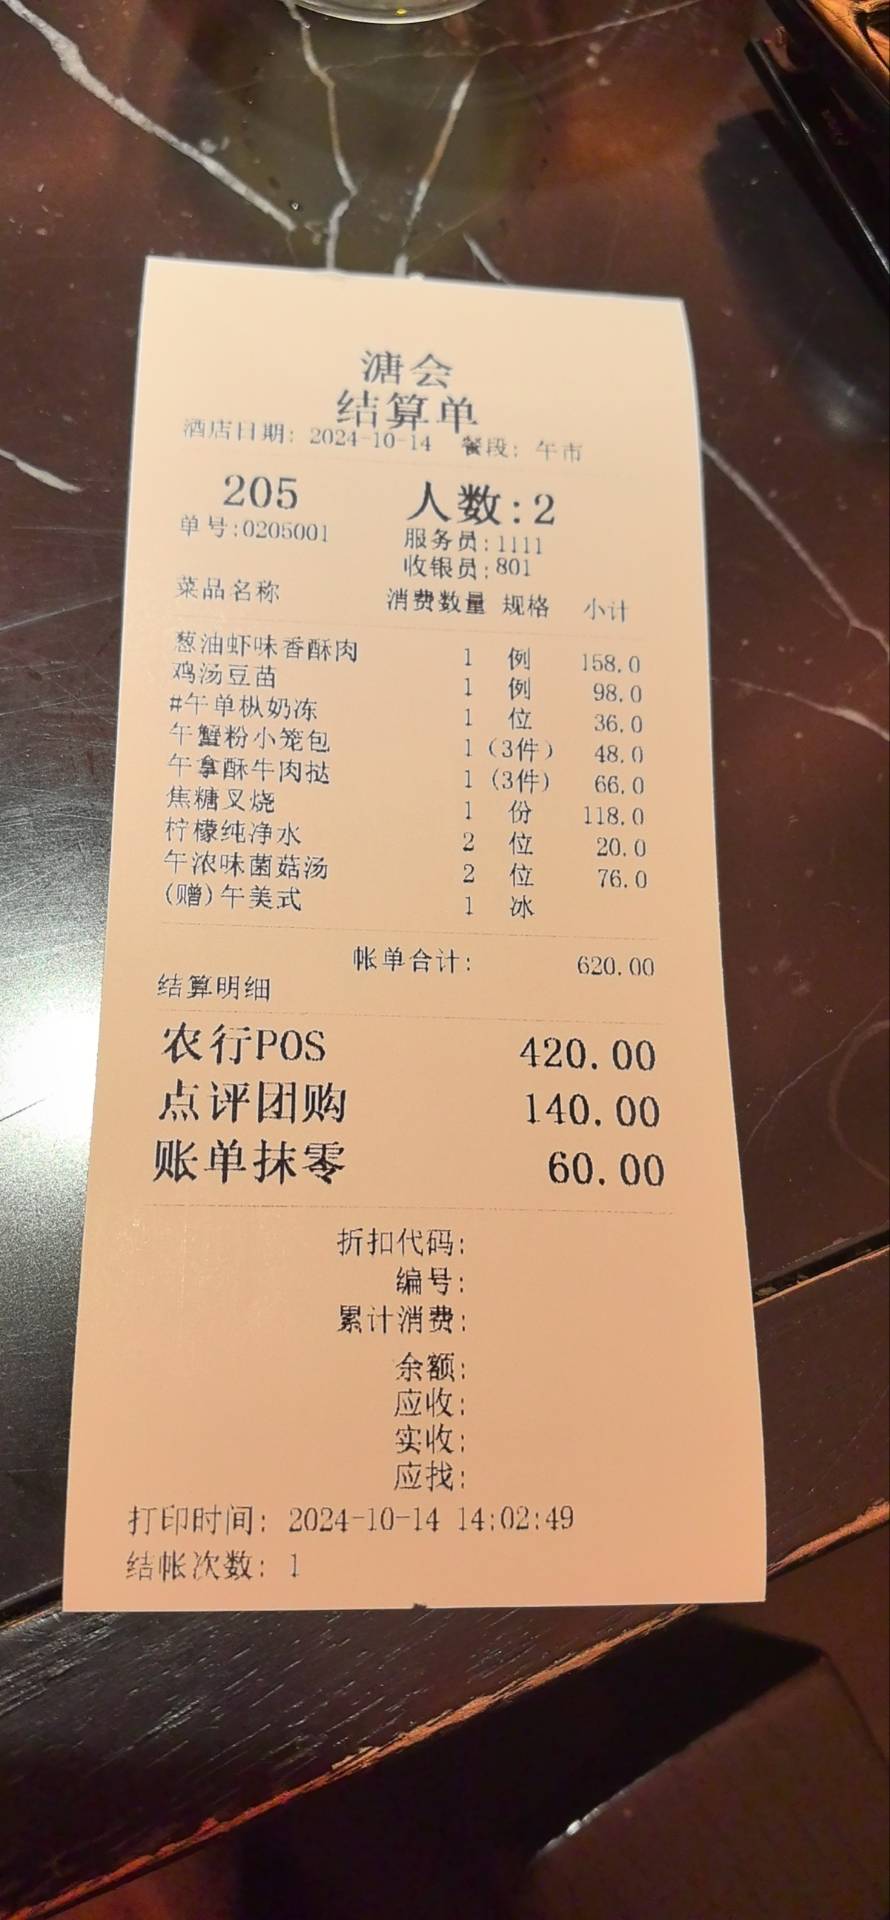 溏会
结算单
酒店日期: 2024-10-14 餐段: 午市
205 人数:2
单号:0205001 服务员:1111
收银员:801
菜品名称 消费数量 规格 小计
葱油虾味香酥肉 1 例 158.0
鸡汤豆苗 1 例 98.0
#午单枞奶冻 1 位 36.0
午蟹粉小笼包 1 (3件) 48.0
午拿酥牛肉挞 1 (3件) 66.0
焦糖叉烧 1 份 118.0
柠檬纯净水 2 位 20.0
午浓味菌菇汤 2 位 76.0
(赠)午美式 1 冰
帐单合计: 620.00
结算明细
农行POS 420.00
点评团购 140.00
账单抹零 60.00
折扣代码:
编号:
累计消费:
余额:
应收:
实收:
应找:
打印时间: 2024-10-14 14:02:49
结帐次数: 1